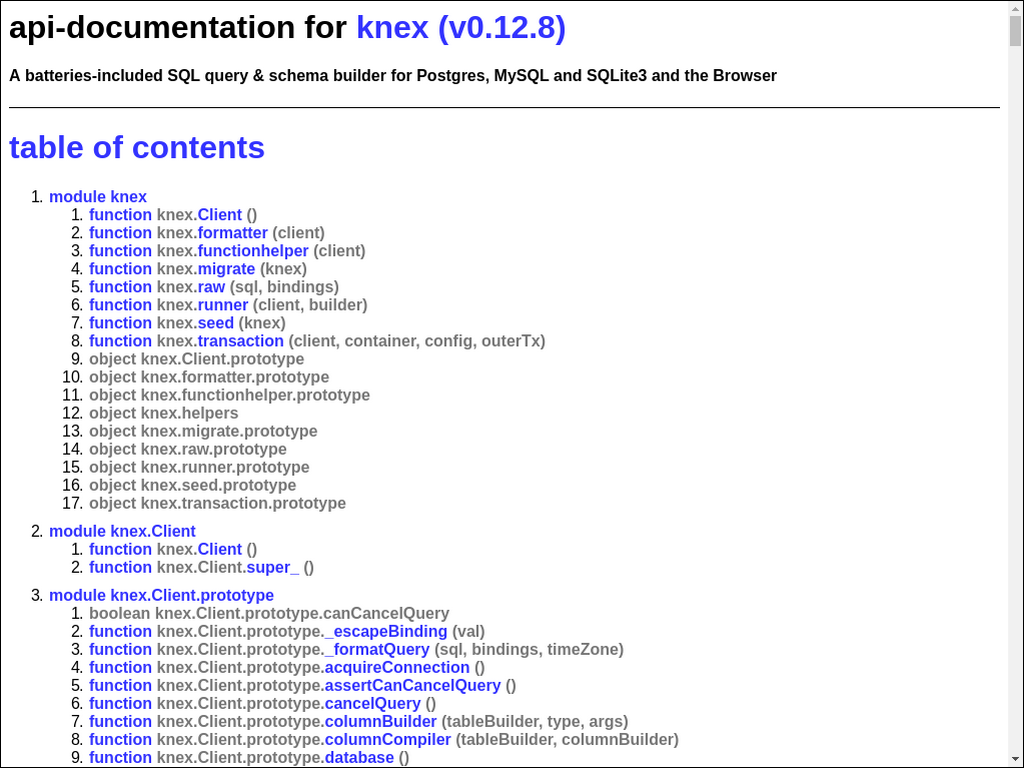 api-documentation for knex (v0.12.8)
A batteries-included SQL query & schema builder for Postgres, MySQL and SQLite3 and the Browser
table of contents
1. module knex
1. function knex.Client ()
2. function knex.formatter (client)
3. function knex.functionhelper (client)
4. function knex.migrate (knex)
5. function knex.raw (sql, bindings)
6. function knex.runner (client, builder)
7. function knex.seed (knex)
8. function knex.transaction (client, container, config, outerTx)
9. object knex.Client.prototype
10. object knex.formatter.prototype
11. object knex.functionhelper.prototype
12. object knex.helpers
13. object knex.migrate.prototype
14. object knex.raw.prototype
15. object knex.runner.prototype
16. object knex.seed.prototype
17. object knex.transaction.prototype
2. module knex.Client
1. function knex.Client ()
2. function knex.Client.super_ ()
3. module knex.Client.prototype
1. boolean knex.Client.prototype.canCancelQuery
2. function knex.Client.prototype._escapeBinding (val)
3. function knex.Client.prototype._formatQuery (sql, bindings, timeZone)
4. function knex.Client.prototype.acquireConnection ()
5. function knex.Client.prototype.assertCanCancelQuery ()
6. function knex.Client.prototype.cancelQuery ()
7. function knex.Client.prototype.columnBuilder (tableBuilder, type, args)
8. function knex.Client.prototype.columnCompiler (tableBuilder, columnBuilder)
9. function knex.Client.prototype.database ()